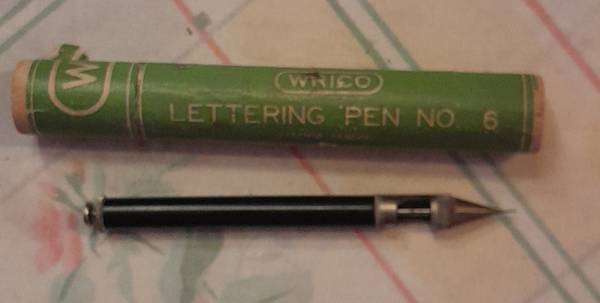 WRICO
LETTERING PEN NO. 6